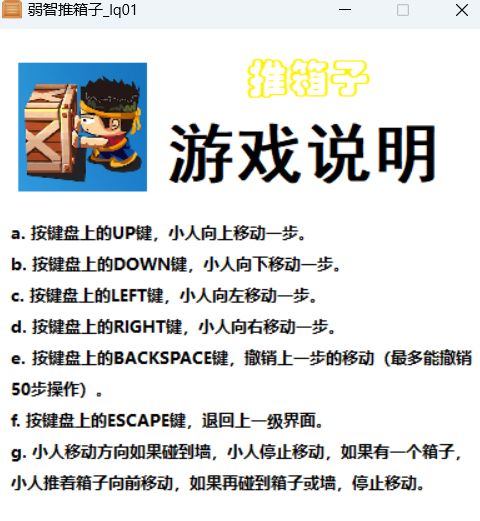 弱智推箱子_lq01
推箱子
游戏说明
a. 按键盘上的UP键，小人向上移动一步。
b. 按键盘上的DOWN键，小人向下移动一步。
c. 按键盘上的LEFT键，小人向左移动一步。
d. 按键盘上的RIGHT键，小人向右移动一步。
e. 按键盘上的BACKSPACE键，撤销上一步的移动（最多能撤销
50步操作）。
f. 按键盘上的ESCAPE键，退回上一级界面。
g. 小人移动方向如果碰到墙，小人停止移动，如果有一个箱子，
小人推着箱子向前移动，如果再碰到箱子或墙，停止移动。